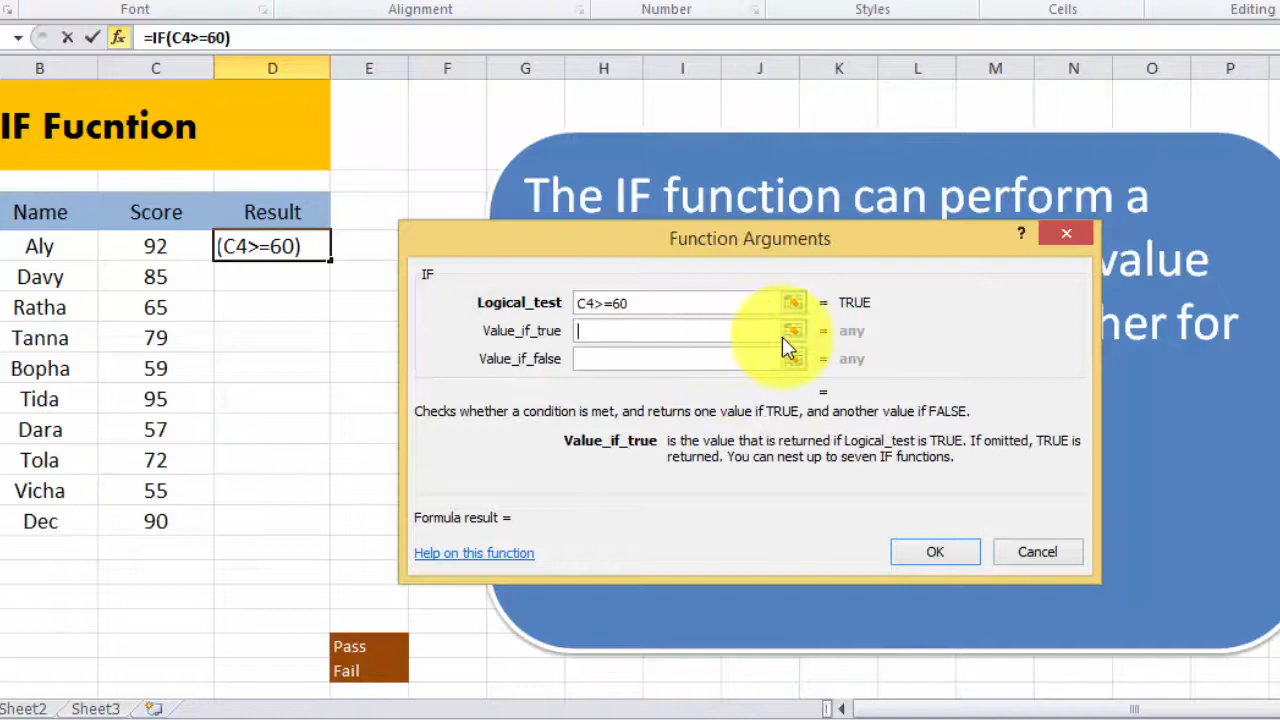 Font Alignment Number Styles Cells Editing
fx =IF(C4>=60)
B C D E F G H I J K L M N O P
IF Fucntion
The IF function can perform a
value
her for
Name Score Result
Aly 92 (C4>=60)
Davy 85
Ratha 65
Tanna 79
Bopha 59
Tida 95
Dara 57
Tola 72
Vicha 55
Dec 90
Function Arguments ?
IF
Logical_test C4>=60 = TRUE
Value_if_true = any
Value_if_false = any
=
Checks whether a condition is met, and returns one value if TRUE, and another value if FALSE.
Value_if_true is the value that is returned if Logical_test is TRUE. If omitted, TRUE is
returned. You can nest up to seven IF functions.
Formula result =
Help on this function OK Cancel
Pass
Fail
Sheet2 Sheet3